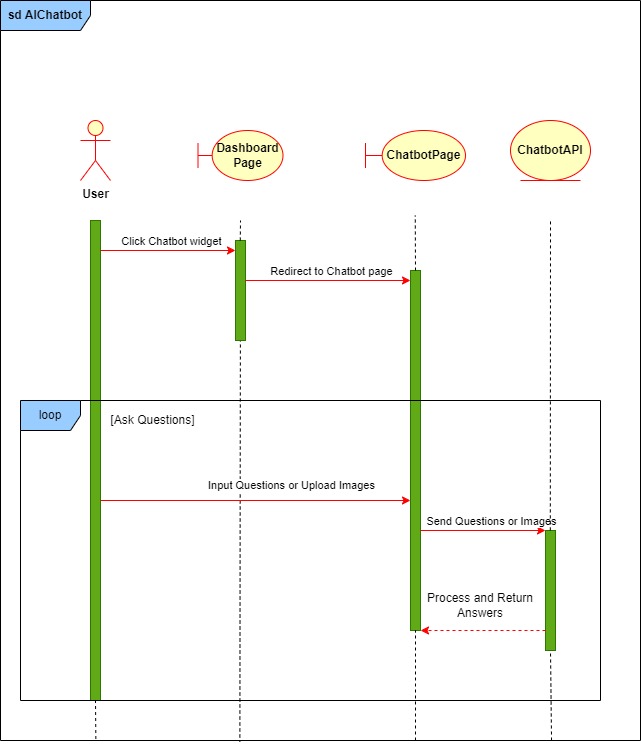 sd AIChatbot
User
Dashboard
Page
ChatbotPage
ChatbotAPI
Click Chatbot widget
Redirect to Chatbot page
loop
[Ask Questions]
Input Questions or Upload Images
Send Questions or Images
Process and Return
Answers